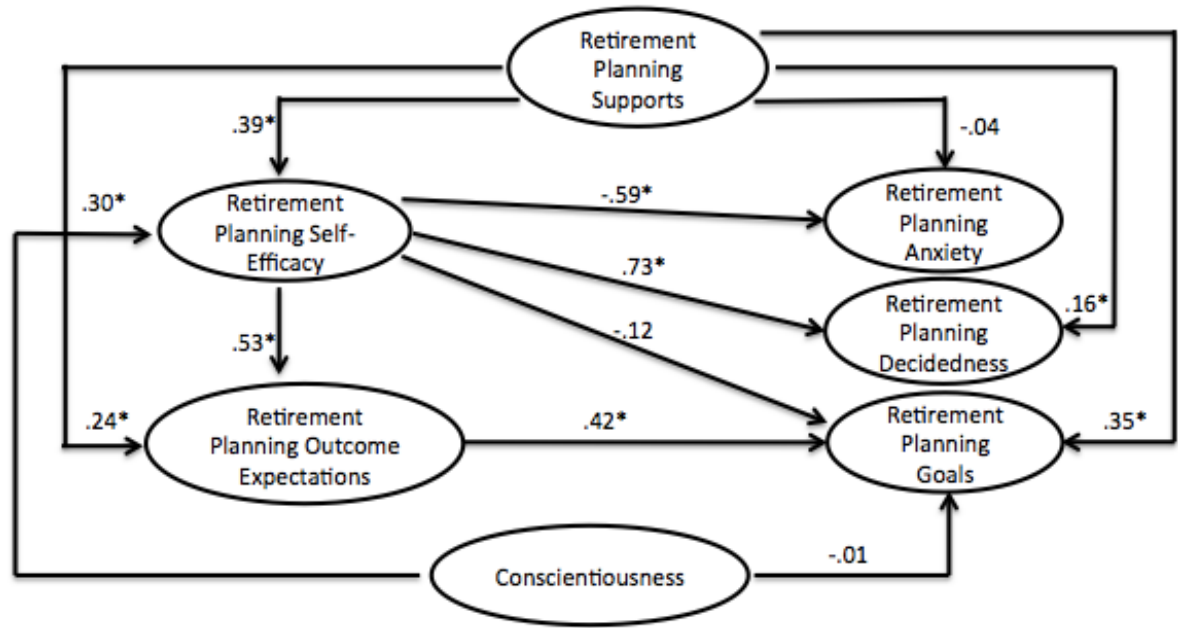 Retirement
Planning
Supports
.39*
-.04
.30*
Retirement
Planning Self-
Efficacy
-.59*
Retirement
Planning
Anxiety
.73*
Retirement
Planning
Decidedness
.16*
-.12
.53*
.24*
Retirement
Planning Outcome
Expectations
.42*
Retirement
Planning
Goals
.35*
Conscientiousness
-.01